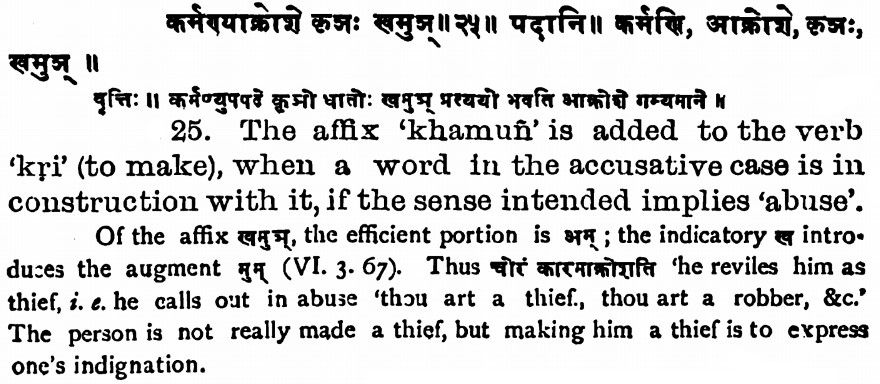 कर्मण्याक्रोशे कृञः खमुञ्॥२५॥ पदानि॥ कर्मणि, आक्रोशे, कृञः,
खमुञ् ॥
वृत्तिः॥ कर्मण्युपपदे कृञो धातोः खमुञ् प्रत्ययो भवति आक्रोशे गम्यमाने ॥
25. The affix ‘khamuñ’ is added to the verb
‘kṛi’ (to make), when a word in the accusative case is in
construction with it, if the sense intended implies ‘abuse’.
Of the affix खमुञ्, the efficient portion is अम्; the indicatory ख intro-
duces the augment मुम् (VI. 3. 67). Thus चोरं कारमाक्रोशति ‘he reviles him as
thief, i. e. he calls out in abuse ‘thou art a thief., thou art a robber, &c.’
The person is not really made a thief, but making him a thief is to express
one's indignation.